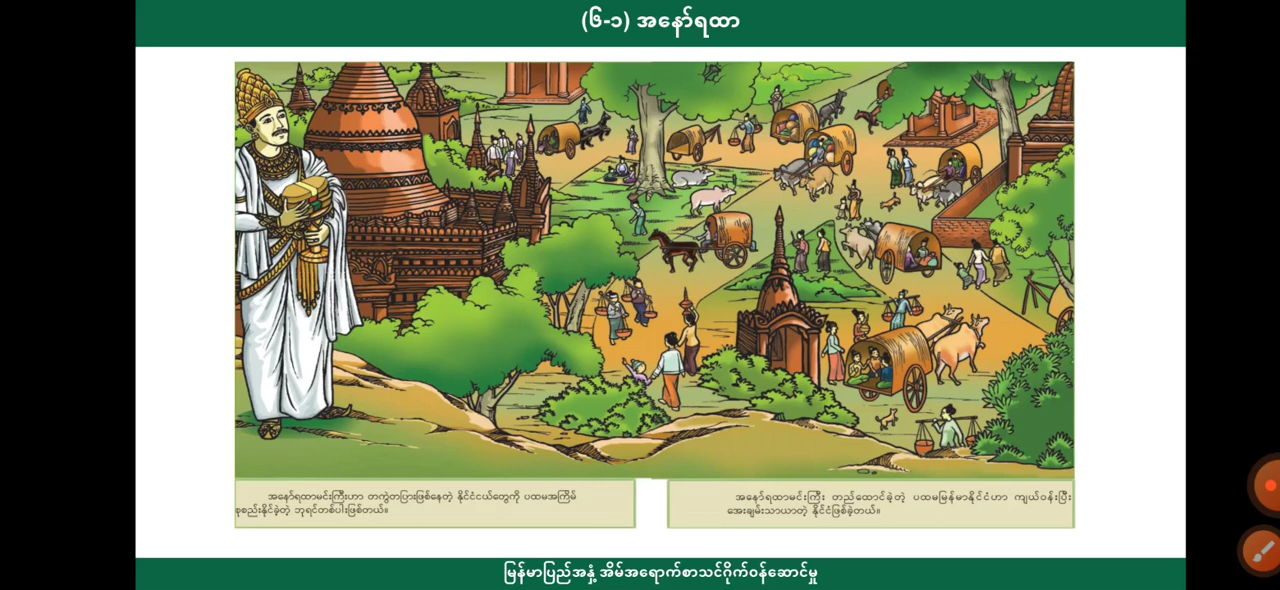 (၆-၁) အနော်ရထာ
အနော်ရထာမင်းကြီးဟာ တကွဲတပြားဖြစ်နေတဲ့ နိုင်ငံငယ်တွေကို ပထမအကြိမ်
စုစည်းနိုင်ခဲ့တဲ့ ဘုရင်တစ်ပါးဖြစ်တယ်။
အနော်ရထာမင်းကြီး တည်ထောင်ခဲ့တဲ့ ပထမမြန်မာနိုင်ငံဟာ ကျယ်ဝန်းပြီး
အေးချမ်းသာယာတဲ့ နိုင်ငံဖြစ်ခဲ့တယ်။
မြန်မာပြည်အနှံ့ အိမ်အရောက်စာသင်ဝိုက်ဝန်ဆောင်မှု